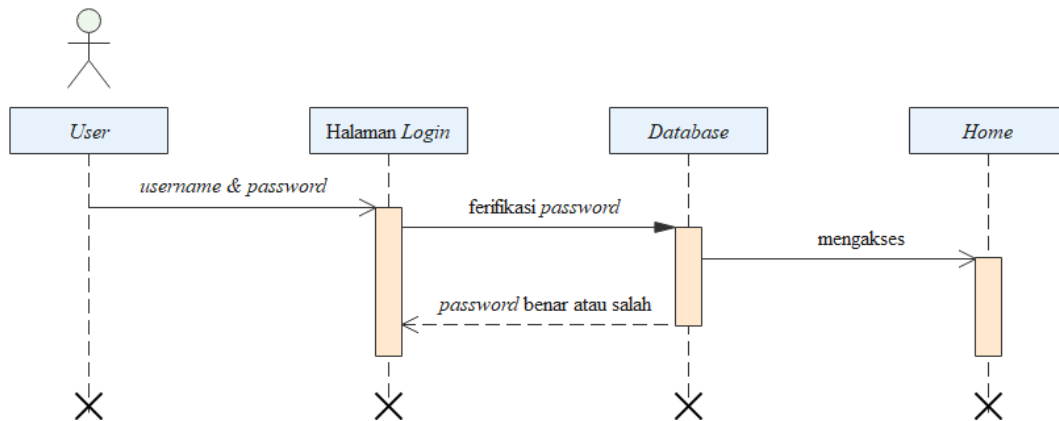 User
Halaman Login
Database
Home
username & password
ferifikasi password
mengakses
password benar atau salah